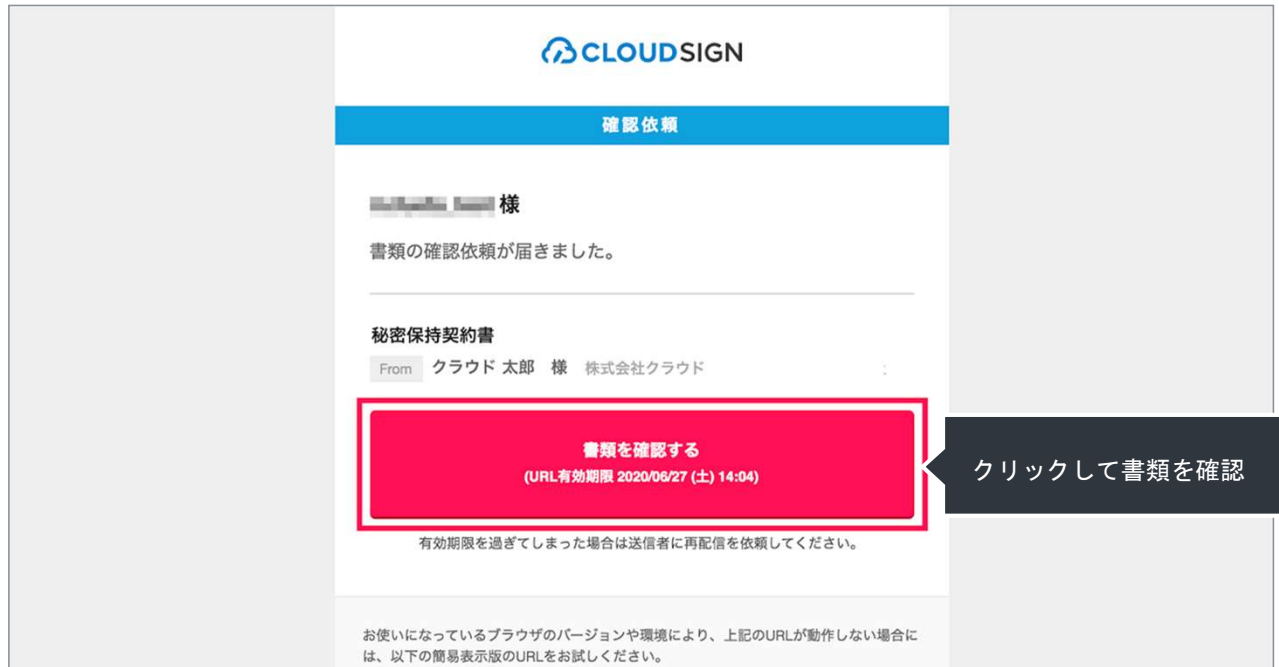 CLOUDSIGN
確認依頼
様
書類の確認依頼が届きました。
秘密保持契約書
From クラウド 太郎 様 株式会社クラウド
書類を確認する
(URL有効期限 2020/06/27 (土) 14:04)
クリックして書類を確認
有効期限を過ぎてしまった場合は送信者に再配信を依頼してください。
お使いになっているブラウザのバージョンや環境により、上記のURLが動作しない場合に
は、以下の簡易表示版のURLをお試しください。